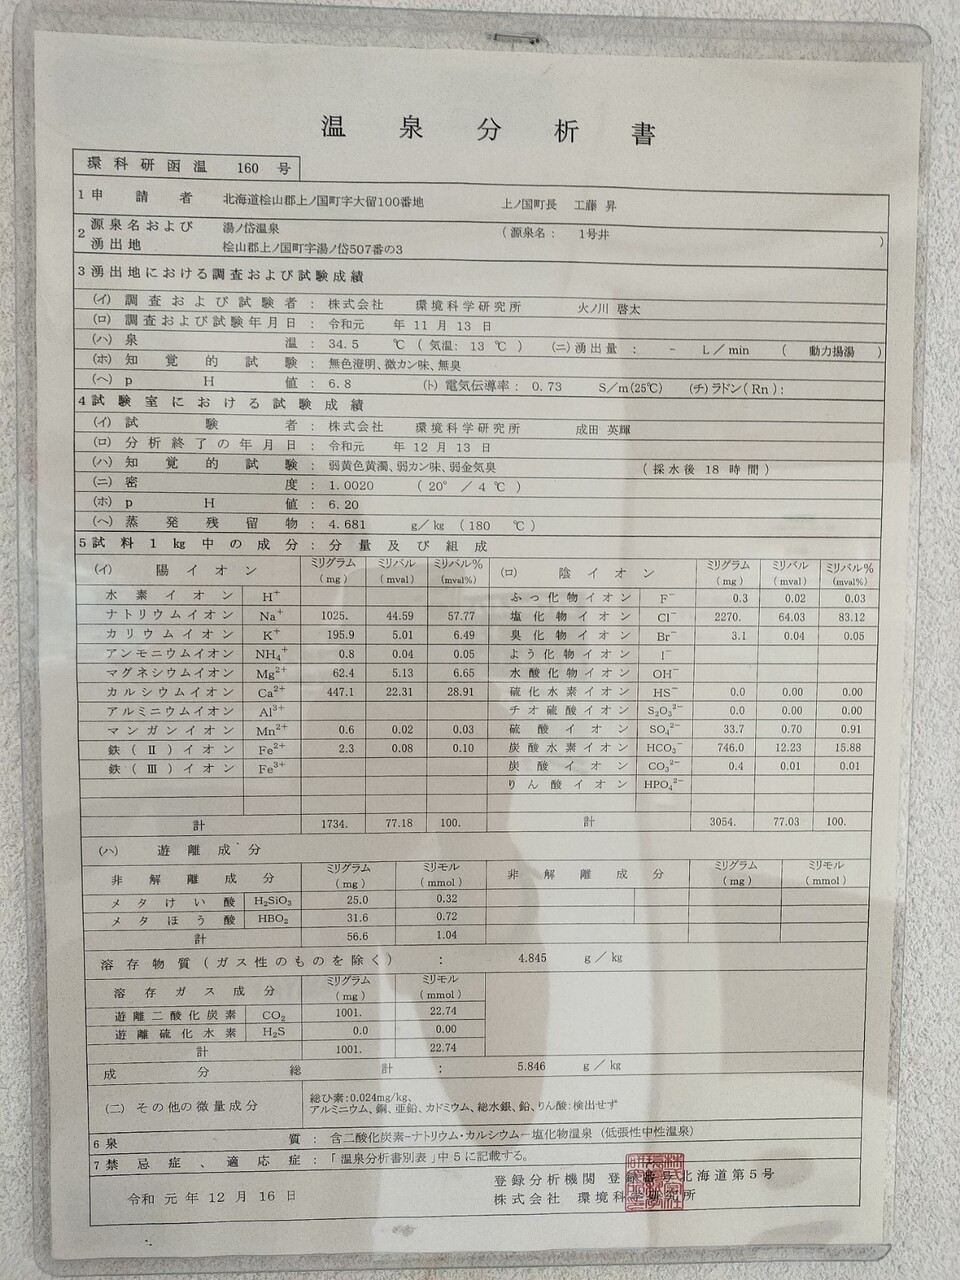 温泉分析書
環科研函温 160 号
1 申請者 北海道桧山郡上ノ国町字大留100番地 上ノ国町長 工藤 昇
2 源泉名および 湯ノ岱温泉 (源泉名: 1号井 )
湧出地 桧山郡上ノ国町字湯ノ岱507番の3
3 湧出地における調査および試験成績
(イ) 調査および試験者 : 株式会社 環境科学研究所 火ノ川 啓太
(ロ) 調査および試験年月日 : 令和元 年 11 月 13 日
(ハ) 泉温 : 34.5 ℃ (気温: 13 ℃) (ニ) 湧出量 : - L/min ( 動力揚湯 )
(ホ) 知覚的試験 : 無色澄明、微カン味、無臭
(ヘ) pH値 : 6.8 (ト) 電気伝導率 : 0.73 S/m(25℃) (チ) ラドン(Rn):
4 試験室における試験成績
(イ) 試験者 : 株式会社 環境科学研究所 成田 英輝
(ロ) 分析終了の年月日 : 令和元 年 12 月 13 日
(ハ) 知覚的試験 : 弱黄色黄濁、弱カン味、弱金気臭 (採水後 18 時間)
(ニ) 密度 : 1.0020 (20° / 4 ℃)
(ホ) pH値 : 6.20
(ヘ) 蒸発残留物 : 4.681 g/kg (180 ℃)
5 試料 1 kg 中の成分 : 分量及び組成
(イ) 陽イオン ミリグラム (mg) ミリバル (mval) ミリバル% (mval%) (ロ) 陰イオン ミリグラム (mg) ミリバル (mval) ミリバル% (mval%)
水素イオン H⁺ ふっ化物イオン F⁻ 0.3 0.02 0.03
ナトリウムイオン Na⁺ 1025. 44.59 57.77 塩化物イオン Cl⁻ 2270. 64.03 83.12
カリウムイオン K⁺ 195.9 5.01 6.49 臭化物イオン Br⁻ 3.1 0.04 0.05
アンモニウムイオン NH₄⁺ 0.8 0.04 0.05 よう化物イオン I⁻
マグネシウムイオン Mg²⁺ 62.4 5.13 6.65 水酸化物イオン OH⁻
カルシウムイオン Ca²⁺ 447.1 22.31 28.91 硫化水素イオン HS⁻ 0.0 0.00 0.00
アルミニウムイオン Al³⁺ チオ硫酸イオン S₂O₃²⁻ 0.0 0.00 0.00
マンガンイオン Mn²⁺ 0.6 0.02 0.03 硫酸イオン SO₄²⁻ 33.7 0.70 0.91
鉄(Ⅱ)イオン Fe²⁺ 2.3 0.08 0.10 炭酸水素イオン HCO₃⁻ 746.0 12.23 15.88
鉄(Ⅲ)イオン Fe³⁺ 炭酸イオン CO₃²⁻ 0.4 0.01 0.01
りん酸イオン HPO₄²⁻
計 1734. 77.18 100. 計 3054. 77.03 100.
(ハ) 遊離成分
非解離成分 ミリグラム (mg) ミリモル (mmol) 非解離成分 ミリグラム (mg) ミリモル (mmol)
メタけい酸 H₂SiO₃ 25.0 0.32
メタほう酸 HBO₂ 31.6 0.72
計 56.6 1.04
溶存物質(ガス性のものを除く) : 4.845 g/kg
溶存ガス成分 ミリグラム (mg) ミリモル (mmol)
遊離二酸化炭素 CO₂ 1001. 22.74
遊離硫化水素 H₂S 0.0 0.00
計 1001. 22.74
成分総計 : 5.846 g/kg
(ニ) その他の微量成分 総ひ素:0.024mg/kg、
アルミニウム、銅、亜鉛、カドミウム、総水銀、鉛、りん酸:検出せず
6 泉質 : 含二酸化炭素ーナトリウム・カルシウムー塩化物温泉 (低張性中性温泉)
7 禁忌症、適応症 : 「温泉分析書別表」中5に記載する。
登録分析機関 登録番号 北海道第5号
令和 元 年 12 月 16 日 株式会社 環境科学研究所